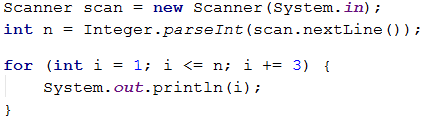 Scanner scan = new Scanner(System.in);
int n = Integer.parseInt(scan.nextLine());
for (int i = 1; i <= n; i += 3) {
    System.out.println(i);
}